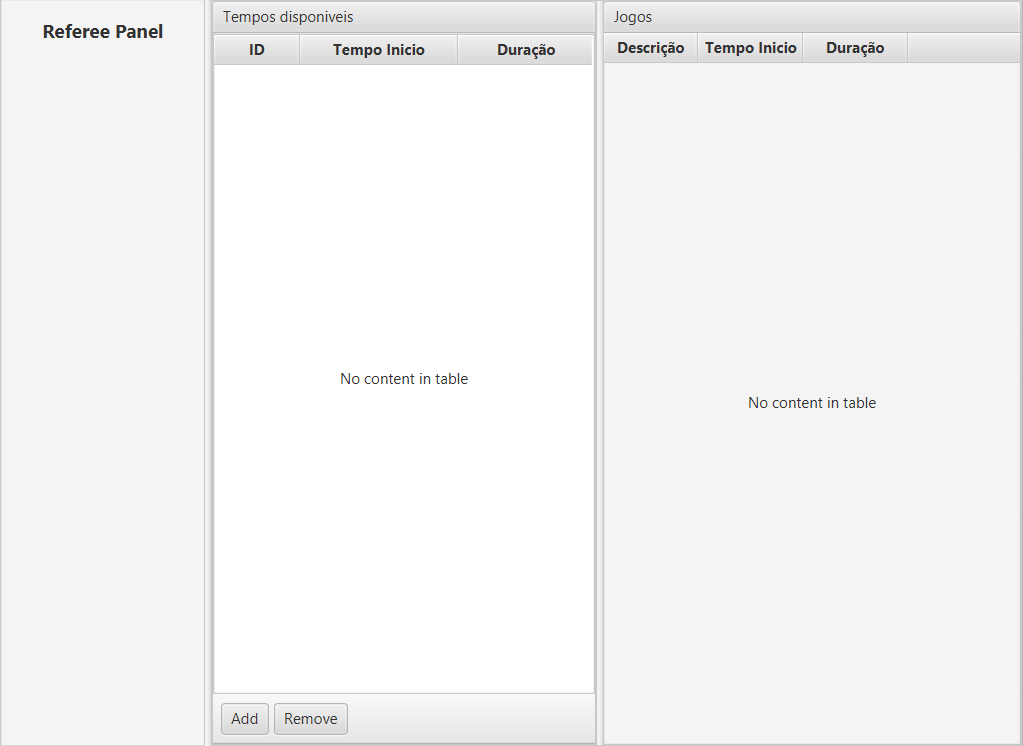 Referee Panel
Tempos disponiveis
ID Tempo Inicio Duração
No content in table
Add Remove
Jogos
Descrição Tempo Inicio Duração
No content in table